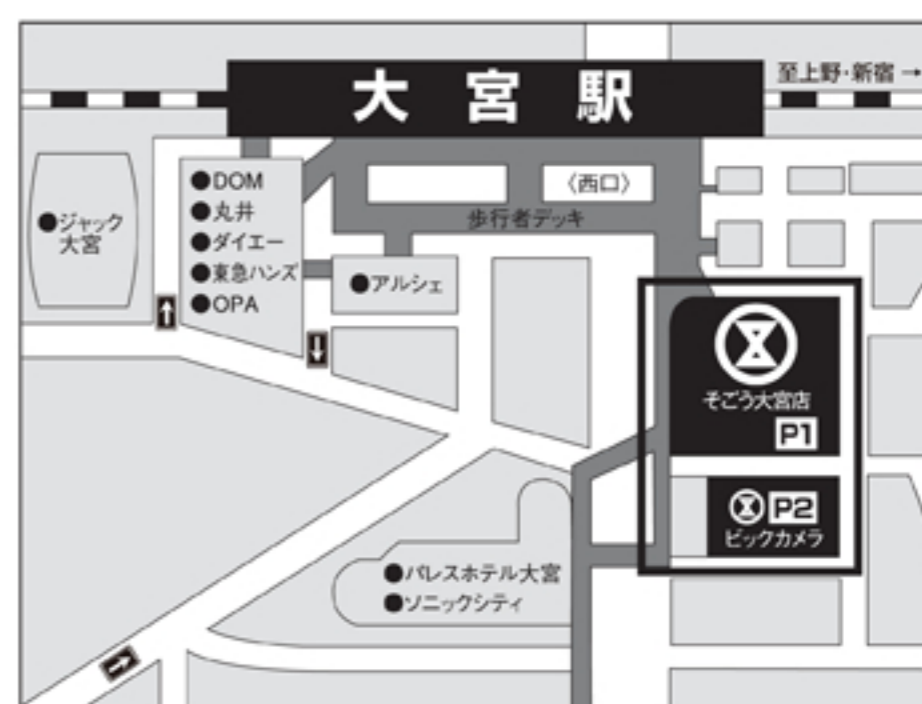 大宮駅
至上野・新宿 →
●DOM
●丸井
●ダイエー
●東急ハンズ
●OPA
●ジャック
大宮
〈西口〉
歩行者デッキ
●アルシェ
そごう大宮店
P1
P2
ビックカメラ
●パレスホテル大宮
●ソニックシティ